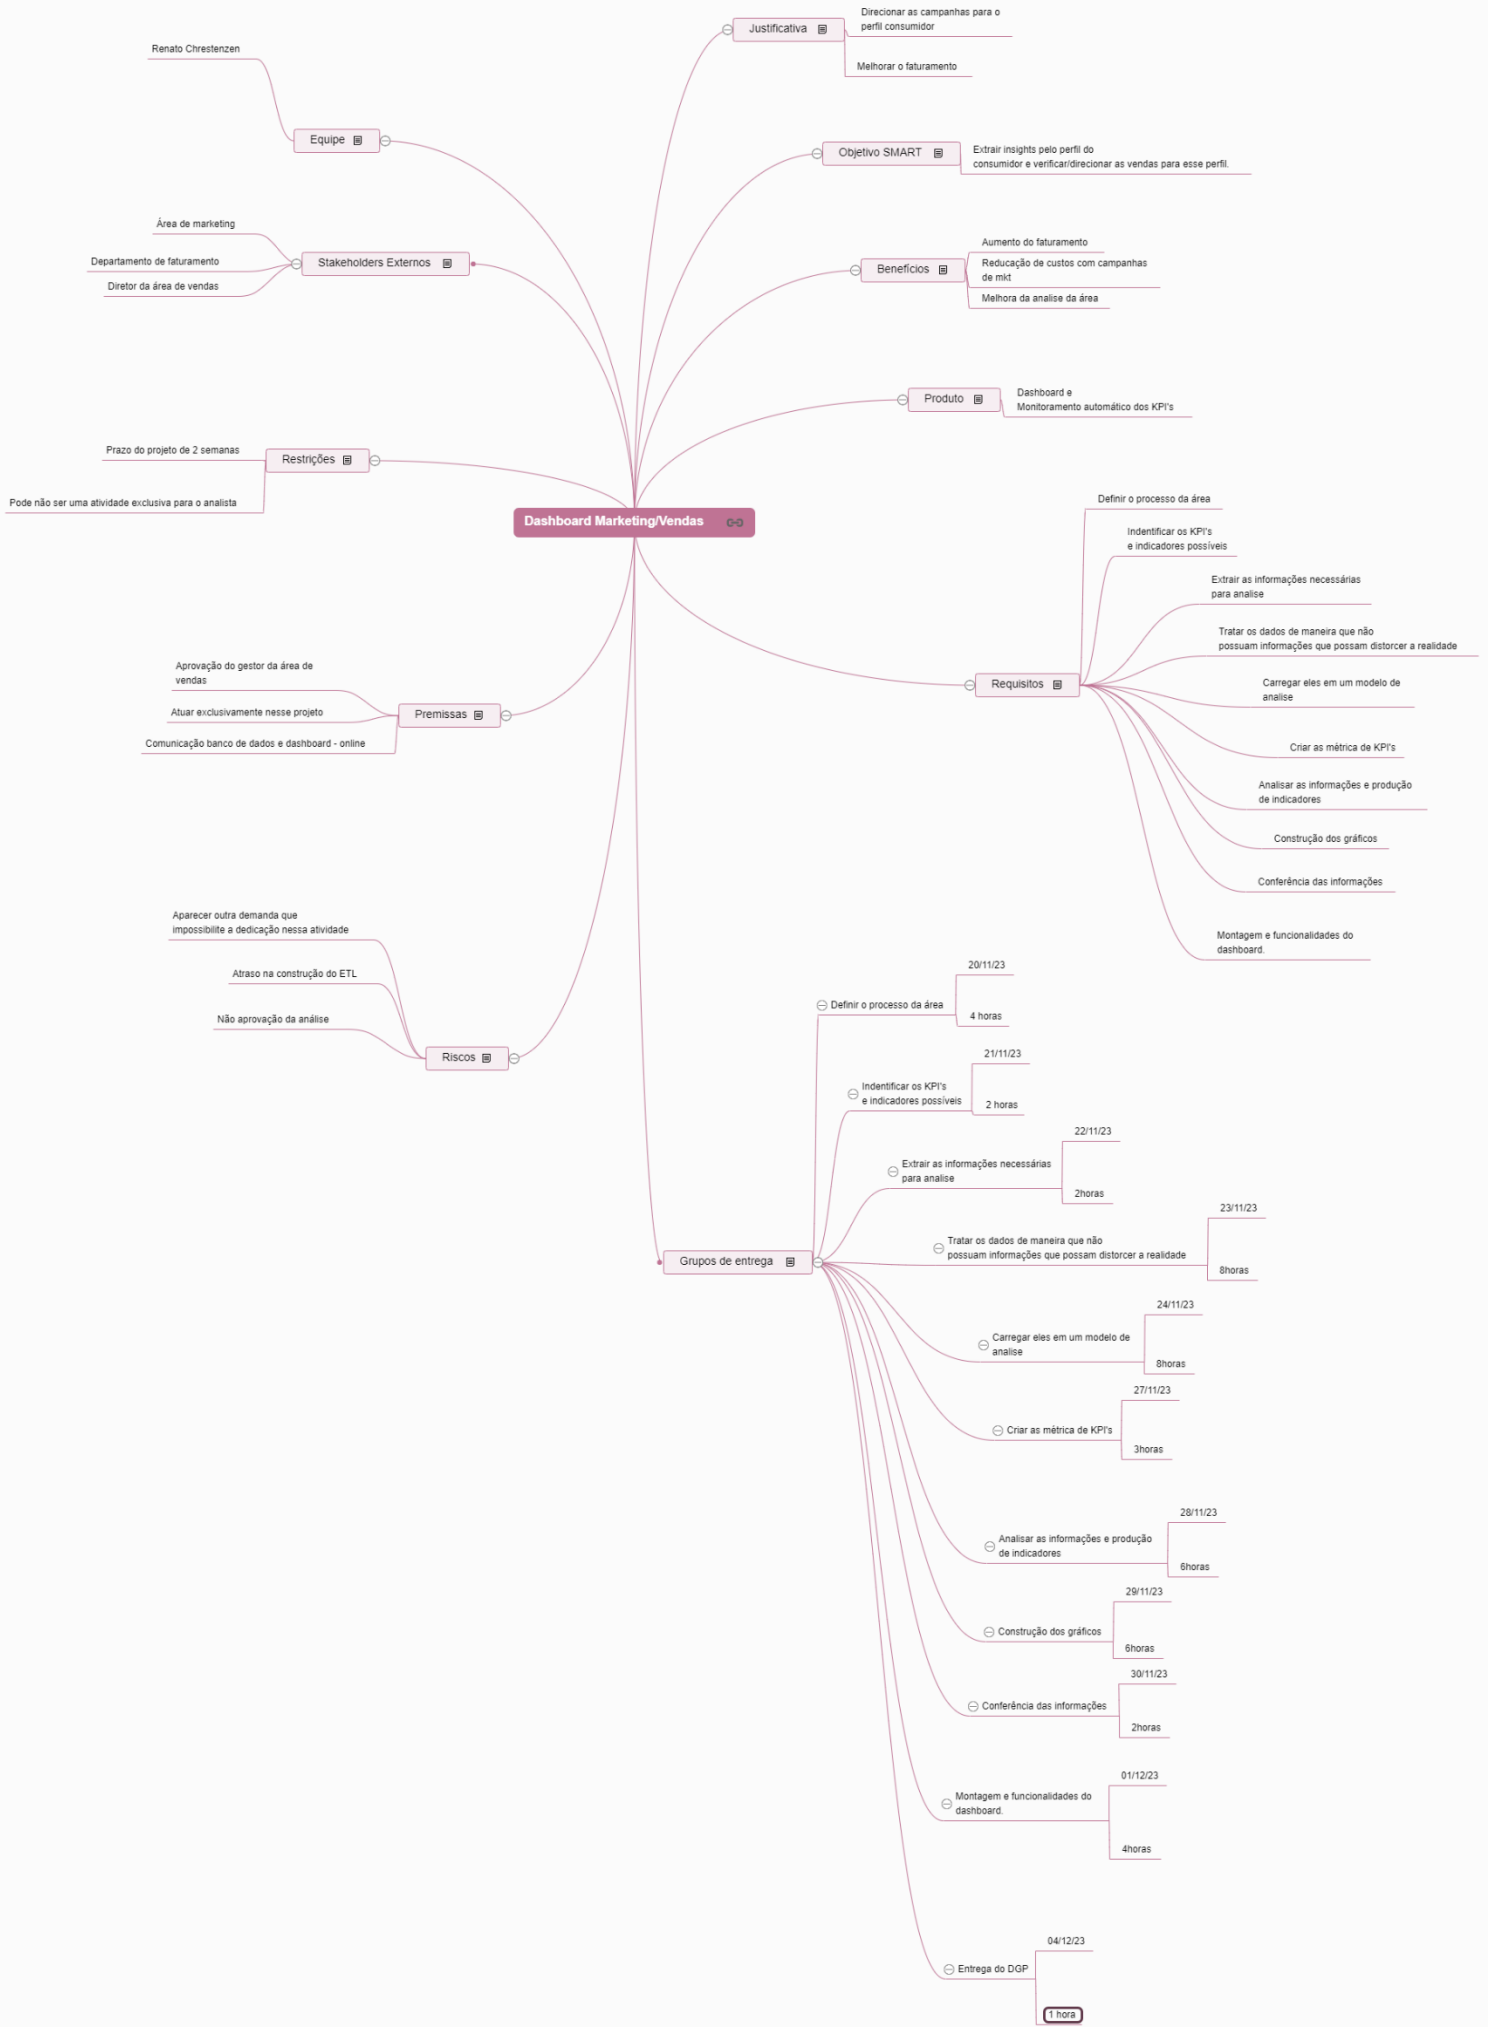 Dashboard Marketing/Vendas
Justificativa
Direcionar as campanhas para o
perfil consumidor
Melhorar o faturamento
Objetivo SMART
Extrair insights pelo perfil do
consumidor e verificar/direcionar as vendas para esse perfil.
Benefícios
Aumento do faturamento
Reducação de custos com campanhas
de mkt
Melhora da analise da área
Produto
Dashboard e
Monitoramento automático dos KPI's
Requisitos
Definir o processo da área
Indentificar os KPI's
e indicadores possíveis
Extrair as informações necessárias
para analise
Tratar os dados de maneira que não
possuam informações que possam distorcer a realidade
Carregar eles em um modelo de
analise
Criar as métrica de KPI's
Analisar as informações e produção
de indicadores
Construção dos gráficos
Conferência das informações
Montagem e funcionalidades do
dashboard.
Grupos de entrega
Definir o processo da área
20/11/23
4 horas
Indentificar os KPI's
e indicadores possíveis
21/11/23
2 horas
Extrair as informações necessárias
para analise
22/11/23
2horas
Tratar os dados de maneira que não
possuam informações que possam distorcer a realidade
23/11/23
8horas
Carregar eles em um modelo de
analise
24/11/23
8horas
Criar as métrica de KPI's
27/11/23
3horas
Analisar as informações e produção
de indicadores
28/11/23
6horas
Construção dos gráficos
29/11/23
6horas
Conferência das informações
30/11/23
2horas
Montagem e funcionalidades do
dashboard.
01/12/23
4horas
Entrega do DGP
04/12/23
1 hora
Equipe
Renato Chrestenzen
Stakeholders Externos
Área de marketing
Departamento de faturamento
Diretor da área de vendas
Restrições
Prazo do projeto de 2 semanas
Pode não ser uma atividade exclusiva para o analista
Premissas
Aprovação do gestor da área de
vendas
Atuar exclusivamente nesse projeto
Comunicação banco de dados e dashboard - online
Riscos
Aparecer outra demanda que
impossibilite a dedicação nessa atividade
Atraso na construção do ETL
Não aprovação da análise